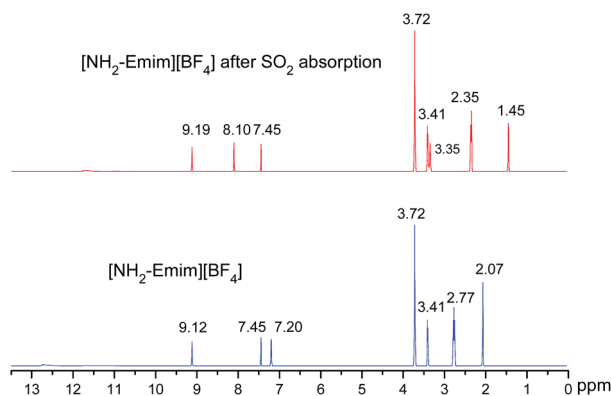 3.72
[NH2-Emim][BF4] after SO2 absorption
9.19 8.10 7.45 3.41 3.35 2.35 1.45
3.72
[NH2-Emim][BF4]
9.12 7.45 7.20 3.41 2.77 2.07
13 12 11 10 9 8 7 6 5 4 3 2 1 0 ppm